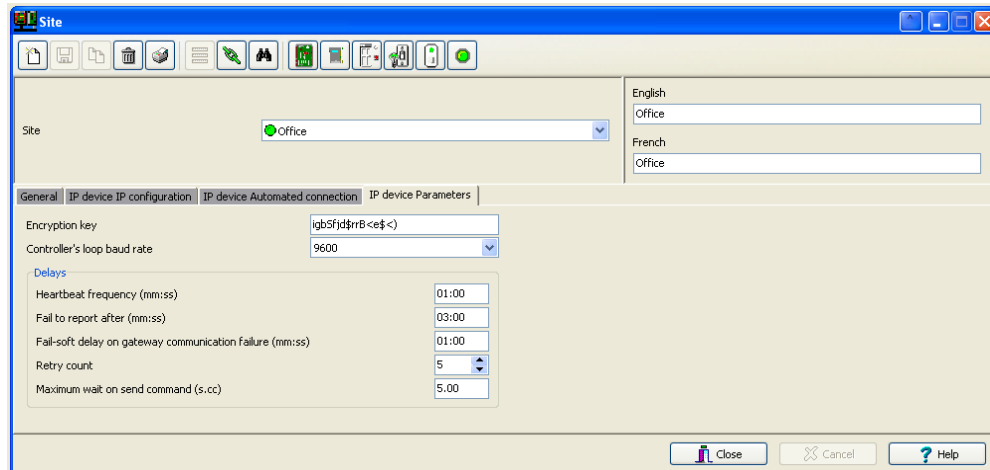 Site
English
Office
Site
Office
French
Office
General IP device IP configuration IP device Automated connection IP device Parameters
Encryption key igbSfjd$rrB<e$<)
Controller's loop baud rate 9600
Delays
Heartbeat frequency (mm:ss) 01:00
Fail to report after (mm:ss) 03:00
Fail-soft delay on gateway communication failure (mm:ss) 01:00
Retry count 5
Maximum wait on send command (s.cc) 5.00
Close Cancel ? Help